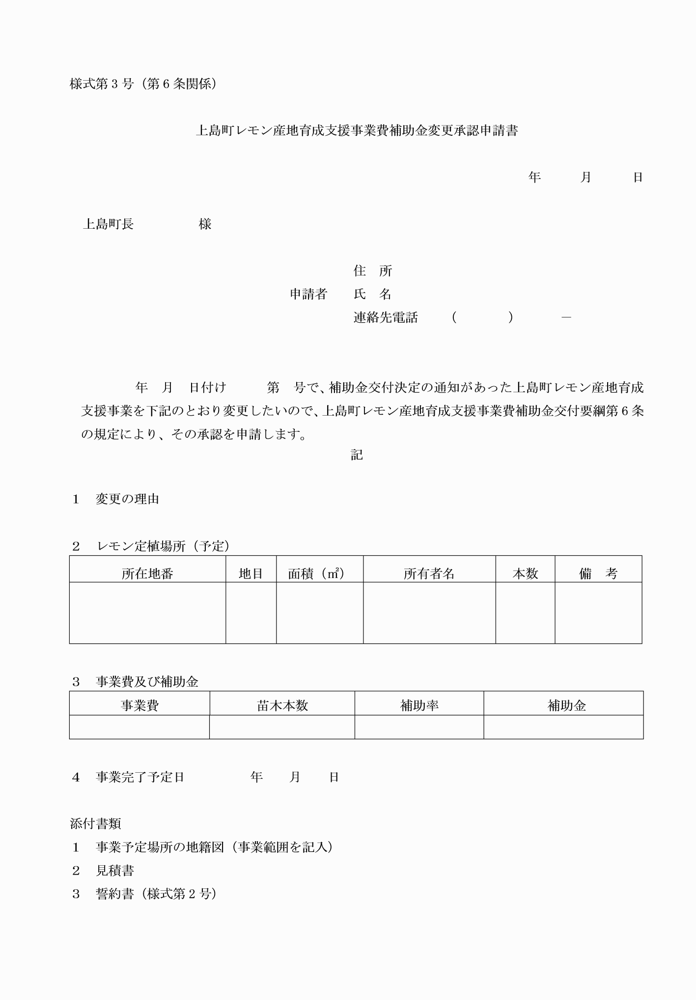 様式第３号（第６条関係）
上島町レモン産地育成支援事業費補助金変更承認申請書
年　　　月　　　日
上島町長　　　　　様
住　所
申請者　　氏　名
連絡先電話　　（　　　　）　　　－
年　月　日付け　　　第　号で、補助金交付決定の通知があった上島町レモン産地育成
支援事業を下記のとおり変更したいので、上島町レモン産地育成支援事業費補助金交付要綱第６条
の規定により、その承認を申請します。
記
１　変更の理由
２　レモン定植場所（予定）
所在地番　地目　面積（㎡）　所有者名　本数　備　考
３　事業費及び補助金
事業費　苗木本数　補助率　補助金
４　事業完了予定日　　　　　年　　月　　日
添付書類
１　事業予定場所の地籍図（事業範囲を記入）
２　見積書
３　誓約書（様式第２号）